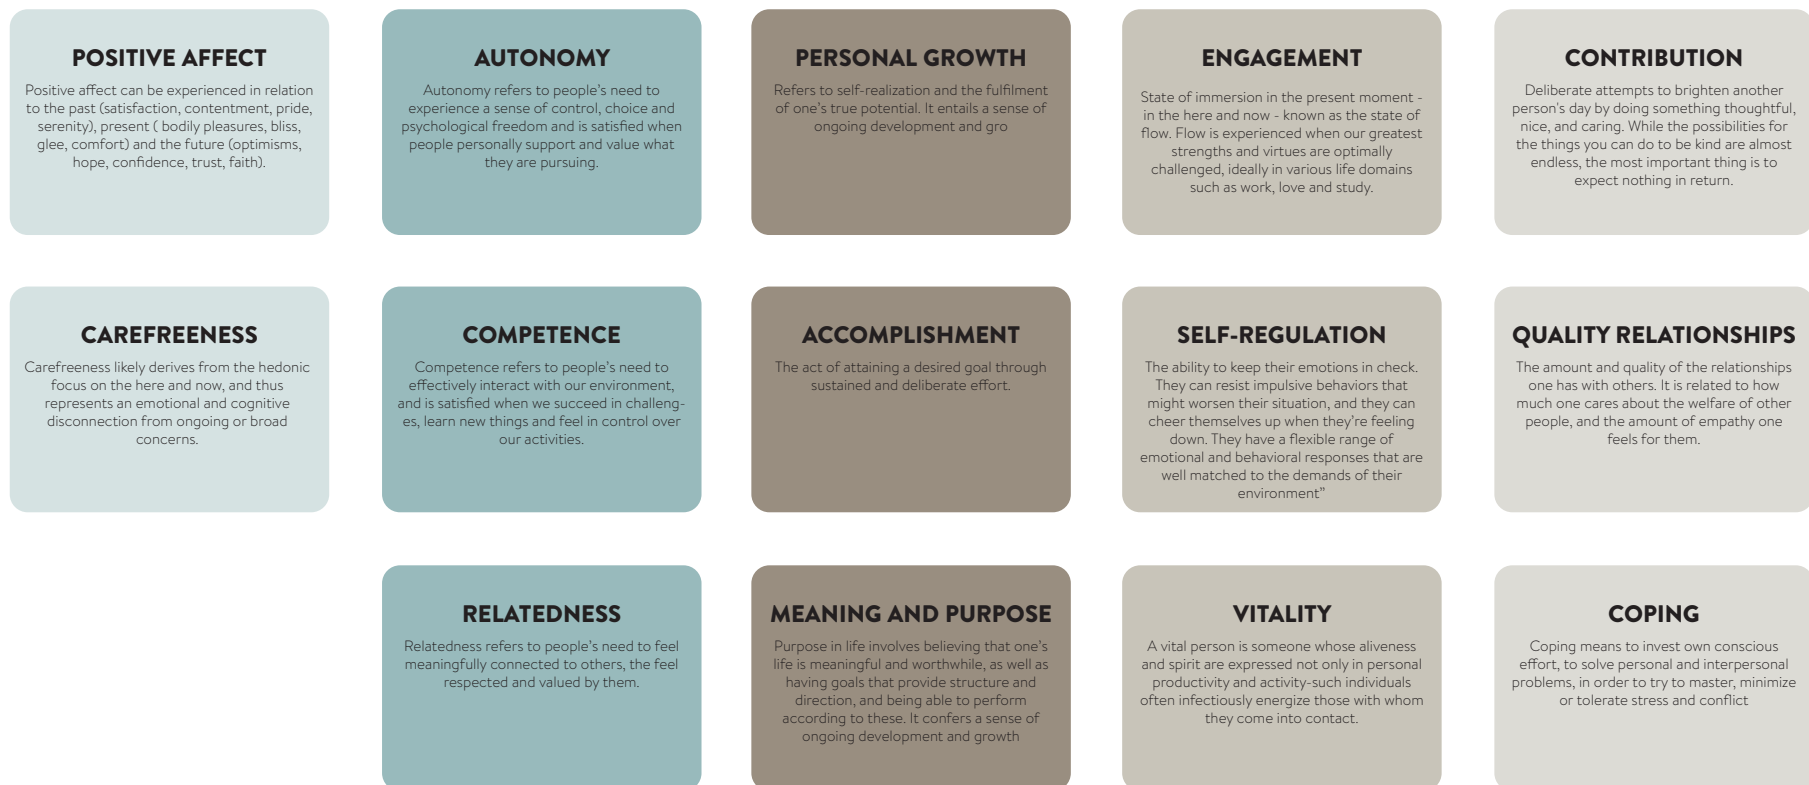 POSITIVE AFFECT
Positive affect can be experienced in relation
to the past (satisfaction, contentment, pride,
serenity), present ( bodily pleasures, bliss,
glee, comfort) and the future (optimisms,
hope, confidence, trust, faith).
AUTONOMY
Autonomy refers to people's need to
experience a sense of control, choice and
psychological freedom and is satisfied when
people personally support and value what
they are pursuing.
PERSONAL GROWTH
Refers to self-realization and the fulfilment
of one's true potential. It entails a sense of
ongoing development and gro
ENGAGEMENT
State of immersion in the present moment -
in the here and now - known as the state of
flow. Flow is experienced when our greatest
strengths and virtues are optimally
challenged, ideally in various life domains
such as work, love and study.
CONTRIBUTION
Deliberate attempts to brighten another
person's day by doing something thoughtful,
nice, and caring. While the possibilities for
the things you can do to be kind are almost
endless, the most important thing is to
expect nothing in return.
CAREFREENESS
Carefreeness likely derives from the hedonic
focus on the here and now, and thus
represents an emotional and cognitive
disconnection from ongoing or broad
concerns.
COMPETENCE
Competence refers to people's need to
effectively interact with our environment,
and is satisfied when we succeed in challeng-
es, learn new things and feel in control over
our activities.
ACCOMPLISHMENT
The act of attaining a desired goal through
sustained and deliberate effort.
SELF-REGULATION
The ability to keep their emotions in check.
They can resist impulsive behaviors that
might worsen their situation, and they can
cheer themselves up when they're feeling
down. They have a flexible range of
emotional and behavioral responses that are
well matched to the demands of their
environment”
QUALITY RELATIONSHIPS
The amount and quality of the relationships
one has with others. It is related to how
much one cares about the welfare of other
people, and the amount of empathy one
feels for them.
RELATEDNESS
Relatedness refers to people’s need to feel
meaningfully connected to others, the feel
respected and valued by them.
MEANING AND PURPOSE
Purpose in life involves believing that one’s
life is meaningful and worthwhile, as well as
having goals that provide structure and
direction, and being able to perform
according to these. It confers a sense of
ongoing development and growth
VITALITY
A vital person is someone whose aliveness
and spirit are expressed not only in personal
productivity and activity-such individuals
often infectiously energize those with whom
they come into contact.
COPING
Coping means to invest own conscious
effort, to solve personal and interpersonal
problems, in order to try to master, minimize
or tolerate stress and conflict